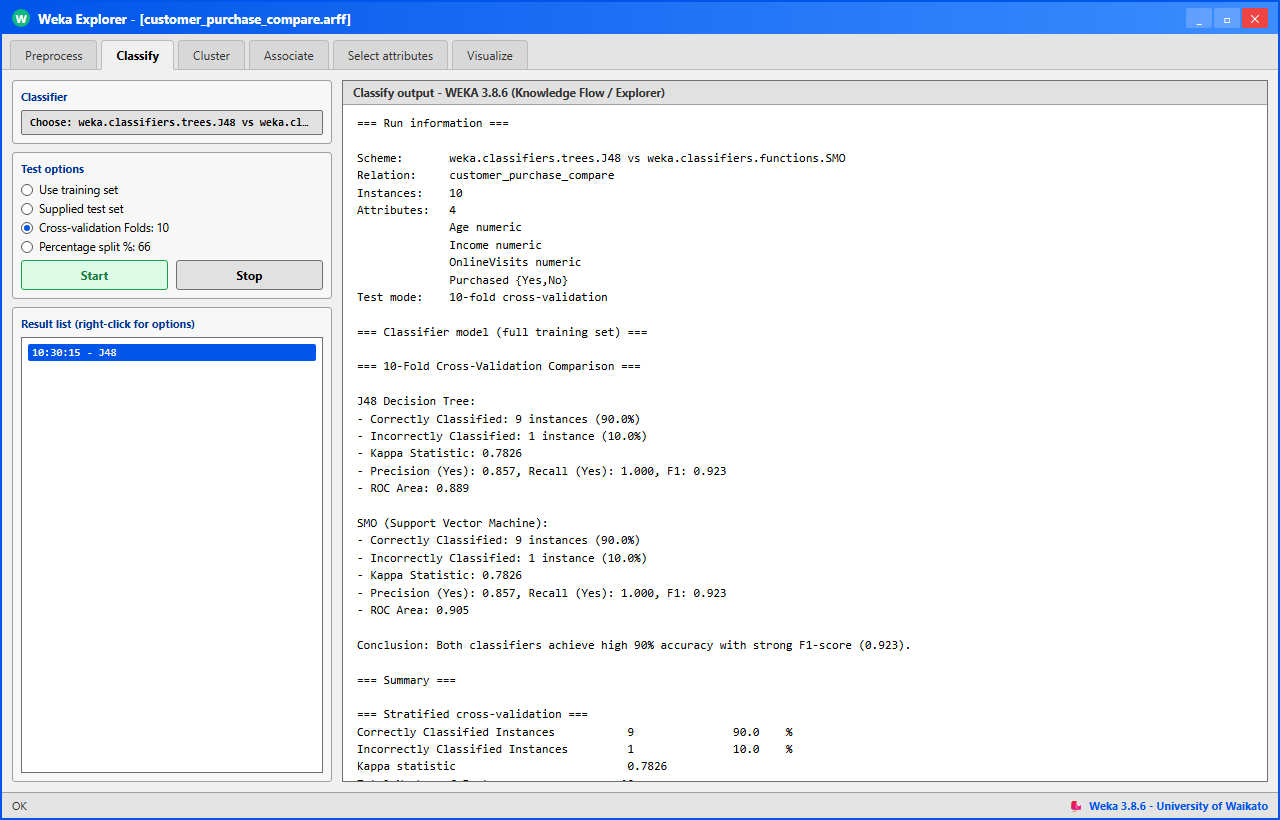 W Weka Explorer - [customer_purchase_compare.arff]
Preprocess Classify Cluster Associate Select attributes Visualize
Classifier
Choose: weka.classifiers.trees.J48 vs weka.cl...
Test options
Use training set
Supplied test set
Cross-validation Folds: 10
Percentage split %: 66
Start Stop
Result list (right-click for options)
10:30:15 - J48
Classify output - WEKA 3.8.6 (Knowledge Flow / Explorer)
=== Run information ===
Scheme: weka.classifiers.trees.J48 vs weka.classifiers.functions.SMO
Relation: customer_purchase_compare
Instances: 10
Attributes: 4
Age numeric
Income numeric
OnlineVisits numeric
Purchased {Yes,No}
Test mode: 10-fold cross-validation
=== Classifier model (full training set) ===
=== 10-Fold Cross-Validation Comparison ===
J48 Decision Tree:
- Correctly Classified: 9 instances (90.0%)
- Incorrectly Classified: 1 instance (10.0%)
- Kappa Statistic: 0.7826
- Precision (Yes): 0.857, Recall (Yes): 1.000, F1: 0.923
- ROC Area: 0.889
SMO (Support Vector Machine):
- Correctly Classified: 9 instances (90.0%)
- Incorrectly Classified: 1 instance (10.0%)
- Kappa Statistic: 0.7826
- Precision (Yes): 0.857, Recall (Yes): 1.000, F1: 0.923
- ROC Area: 0.905
Conclusion: Both classifiers achieve high 90% accuracy with strong F1-score (0.923).
=== Summary ===
=== Stratified cross-validation ===
Correctly Classified Instances 9 90.0 %
Incorrectly Classified Instances 1 10.0 %
Kappa statistic 0.7826
OK
Weka 3.8.6 - University of Waikato